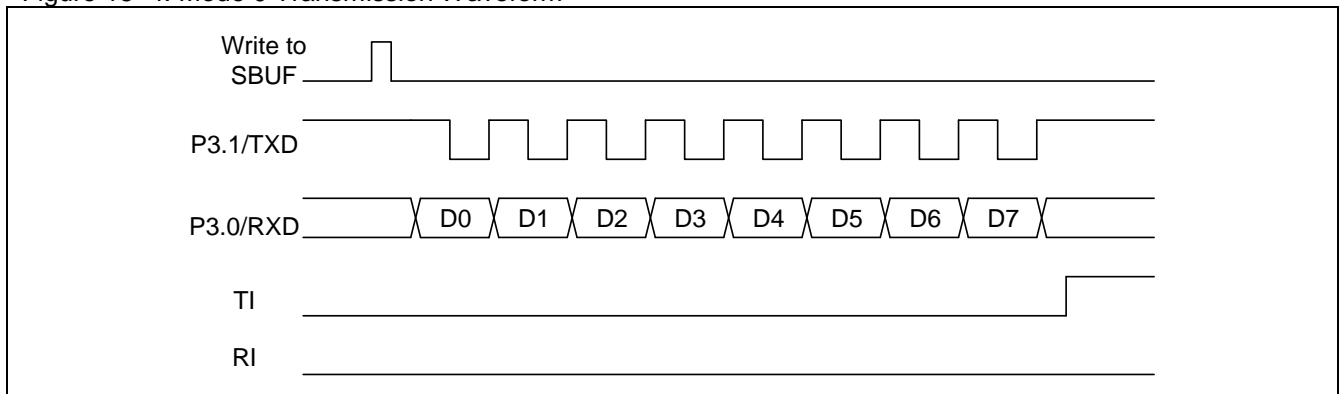 Write to
SBUF
P3.1/TXD
P3.0/RXD
D0 D1 D2 D3 D4 D5 D6 D7
TI
RI